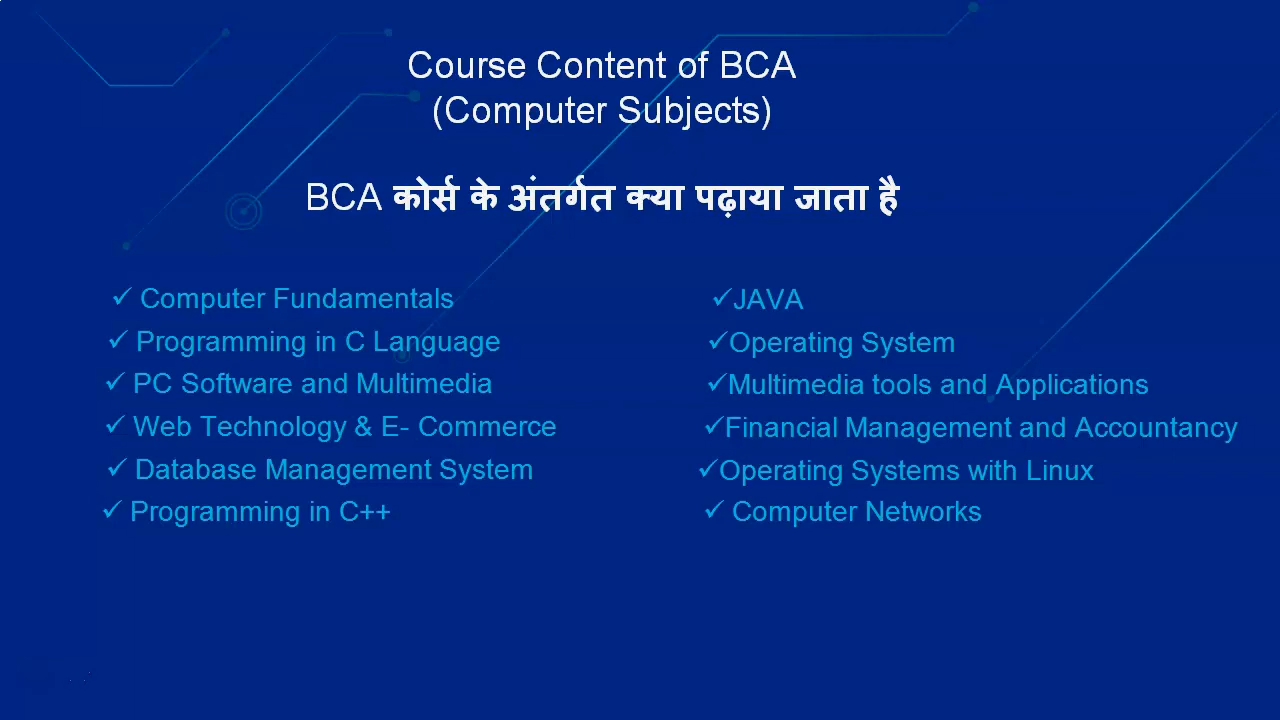 Course Content of BCA
(Computer Subjects)
BCA कोर्स के अंतर्गत क्या पढ़ाया जाता है
✓ Computer Fundamentals
✓ Programming in C Language
✓ PC Software and Multimedia
✓ Web Technology & E- Commerce
✓ Database Management System
✓ Programming in C++
✓JAVA
✓Operating System
✓Multimedia tools and Applications
✓Financial Management and Accountancy
✓Operating Systems with Linux
✓ Computer Networks